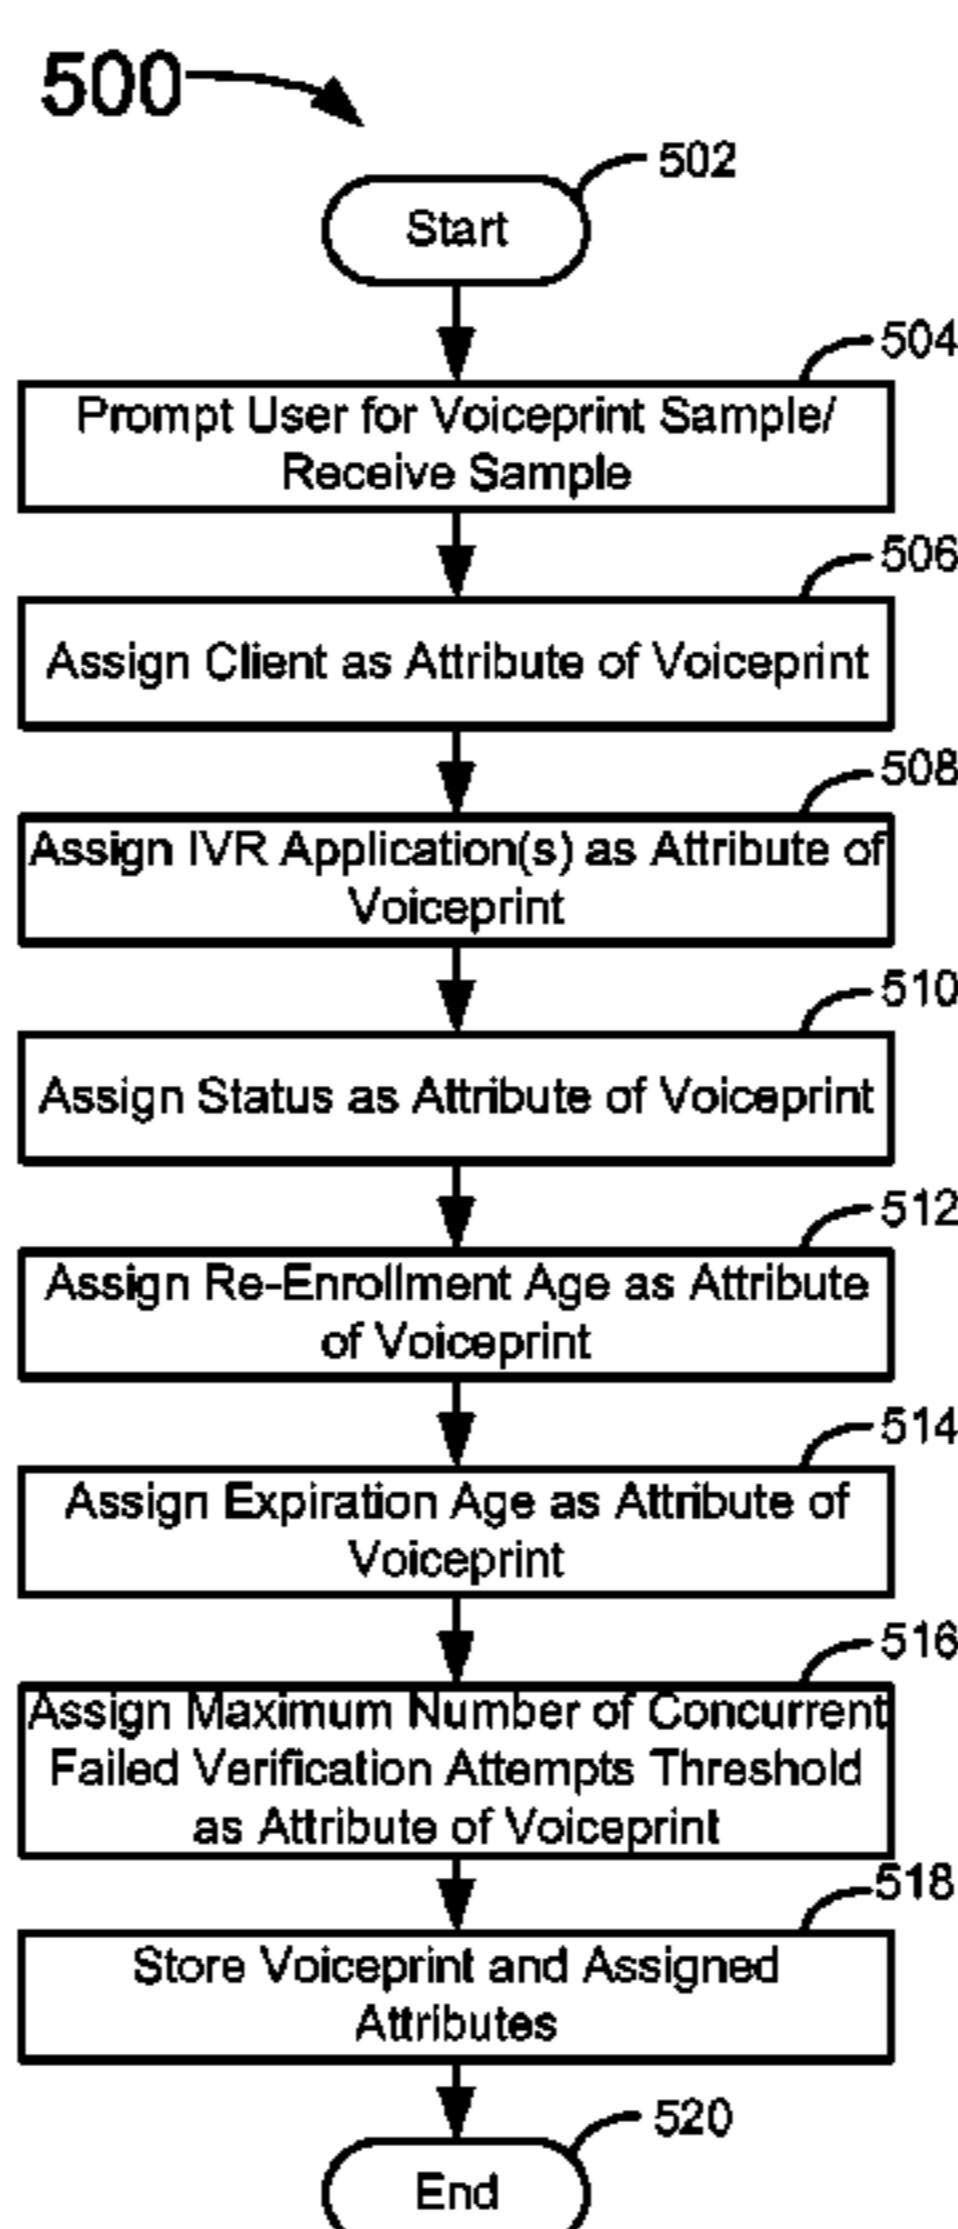 500
502
Start
504
Prompt User for Voiceprint Sample/
Receive Sample
506
Assign Client as Attribute of Voiceprint
508
Assign IVR Application(s) as Attribute of
Voiceprint
510
Assign Status as Attribute of Voiceprint
512
Assign Re-Enrollment Age as Attribute
of Voiceprint
514
Assign Expiration Age as Attribute of
Voiceprint
516
Assign Maximum Number of Concurrent
Failed Verification Attempts Threshold
as Attribute of Voiceprint
518
Store Voiceprint and Assigned
Attributes
520
End